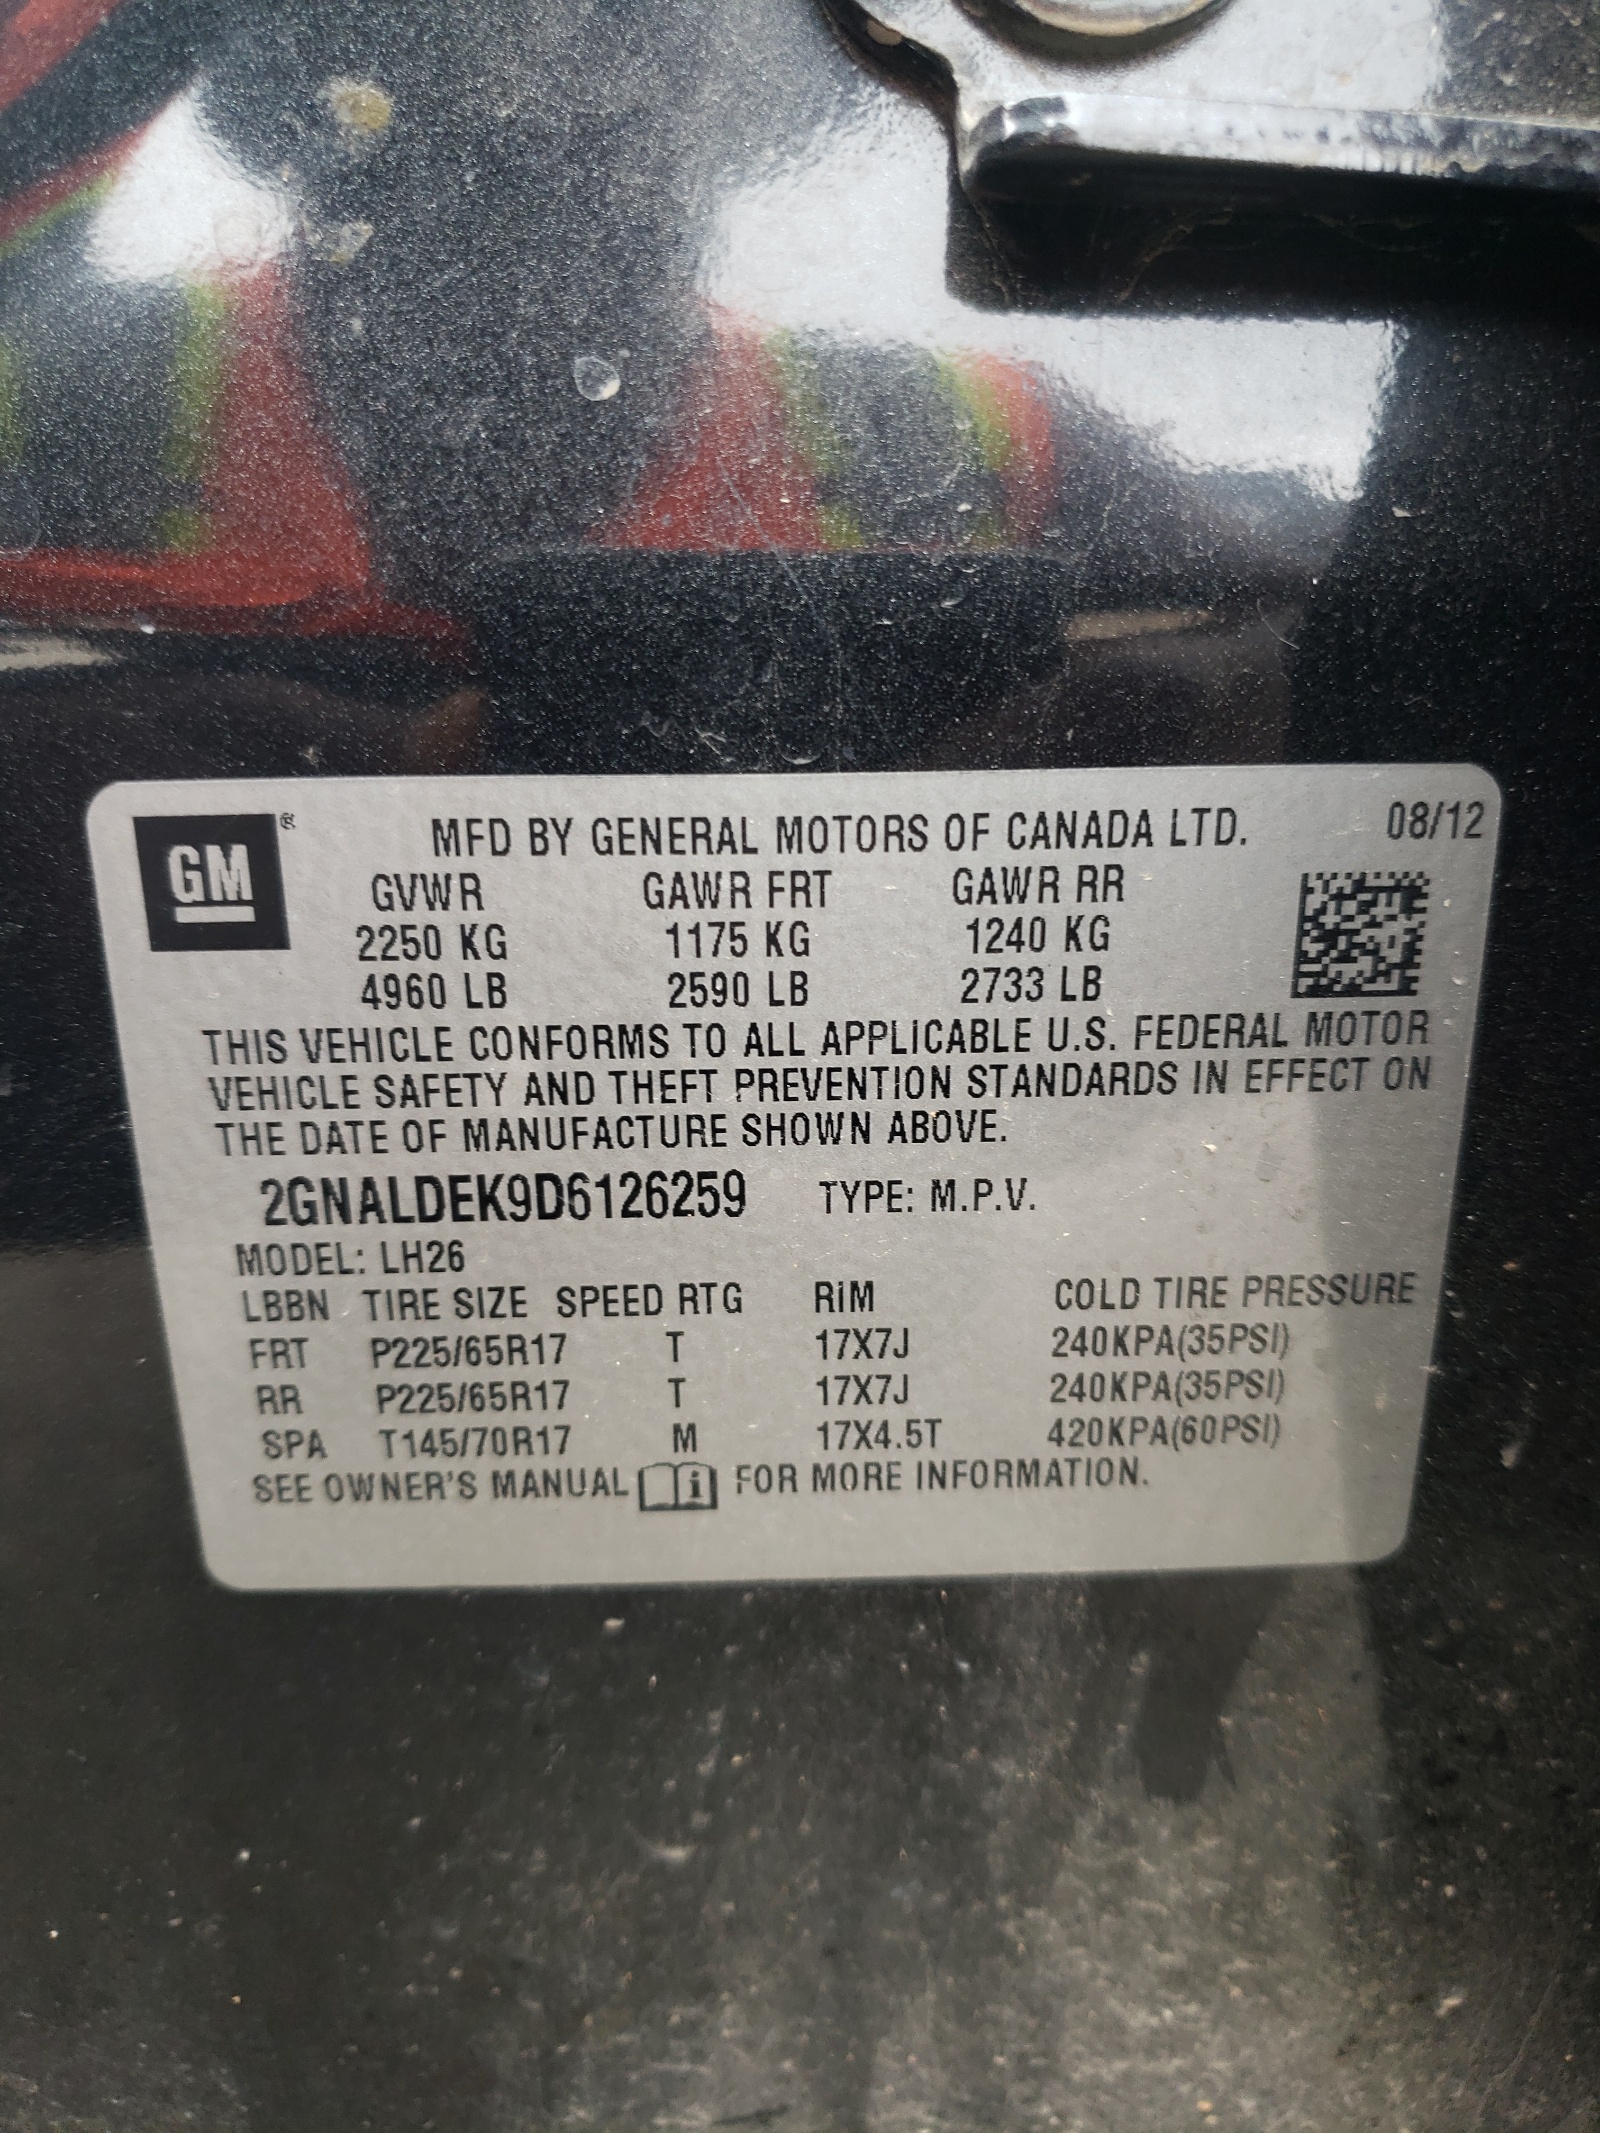 GM ® MFD BY GENERAL MOTORS OF CANADA LTD. 08/12
GVWR GAWR FRT GAWR RR
2250 KG 1175 KG 1240 KG
4960 LB 2590 LB 2733 LB
THIS VEHICLE CONFORMS TO ALL APPLICABLE U.S. FEDERAL MOTOR
VEHICLE SAFETY AND THEFT PREVENTION STANDARDS IN EFFECT ON
THE DATE OF MANUFACTURE SHOWN ABOVE.
2GNALDEK9D6126259 TYPE: M.P.V.
MODEL: LH26
LBBN TIRE SIZE SPEED RTG RiM COLD TIRE PRESSURE
FRT P225/65R17 T 17X7J 240KPA(35PSI)
RR P225/65R17 T 17X7J 240KPA(35PSI)
SPA T145/70R17 M 17X4.5T 420KPA(60PSI)
SEE OWNER'S MANUAL i FOR MORE INFORMATION.